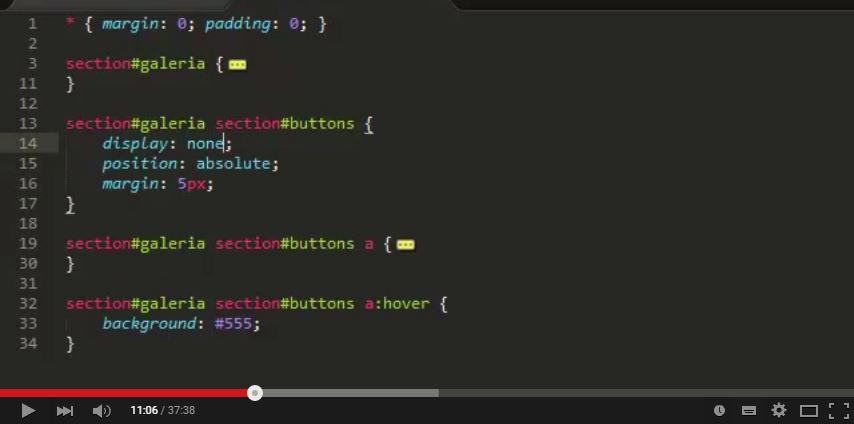 1 * { margin: 0; padding: 0; }
2
3 section#galeria {
11 }
12
13 section#galeria section#buttons {
14 display: none;
15 position: absolute;
16 margin: 5px;
17 }
18
19 section#galeria section#buttons a {
30 }
31
32 section#galeria section#buttons a:hover {
33 background: #555;
34 }
11:06 / 37:38